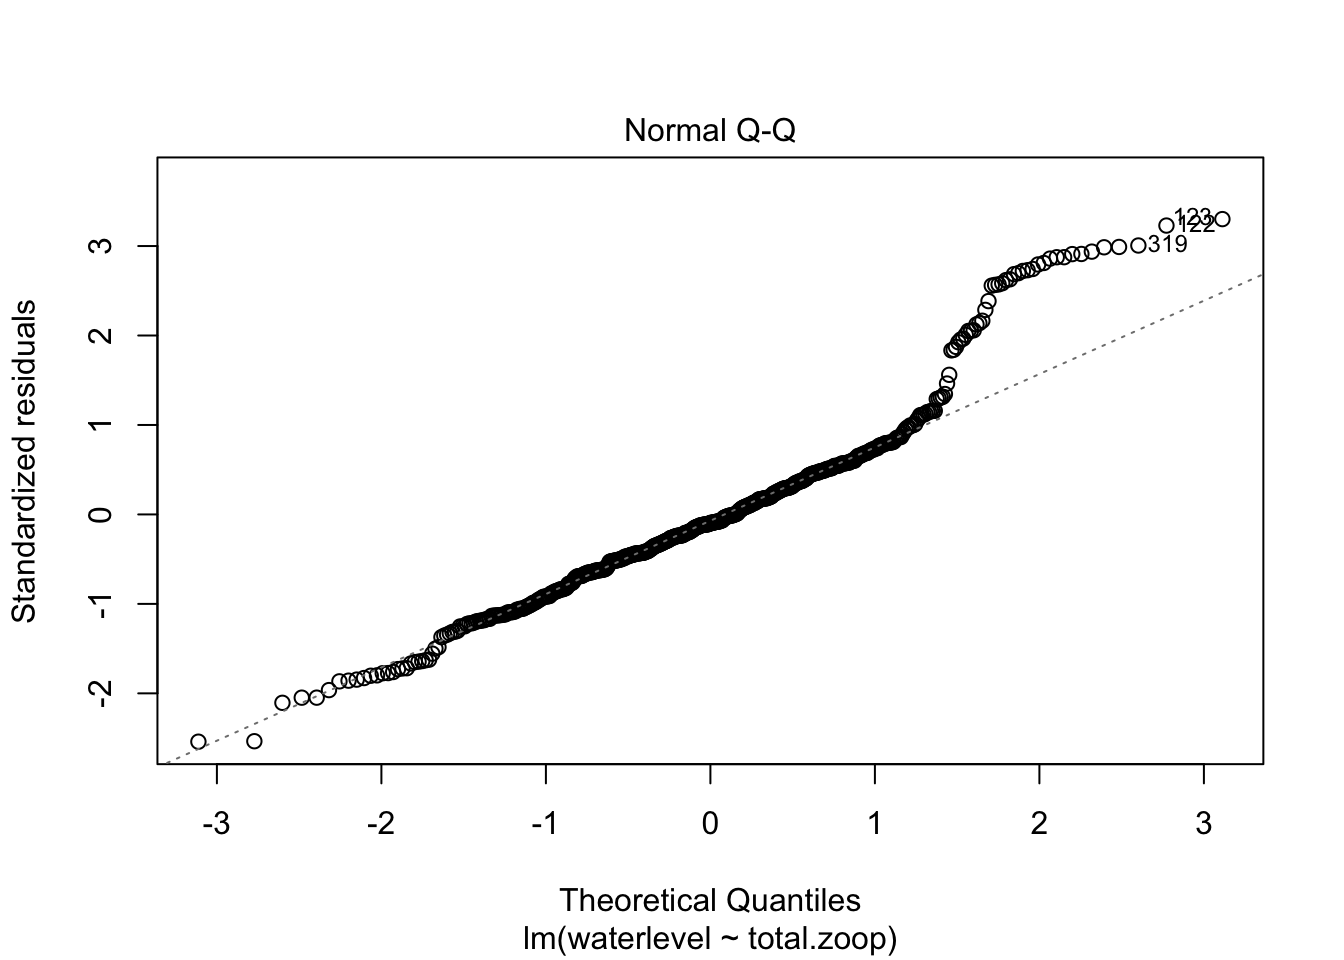 Normal Q-Q
Standardized residuals
3
2
1
0
-1
-2
123
122
319
-3 -2 -1 0 1 2 3
Theoretical Quantiles
lm(waterlevel ~ total.zoop)